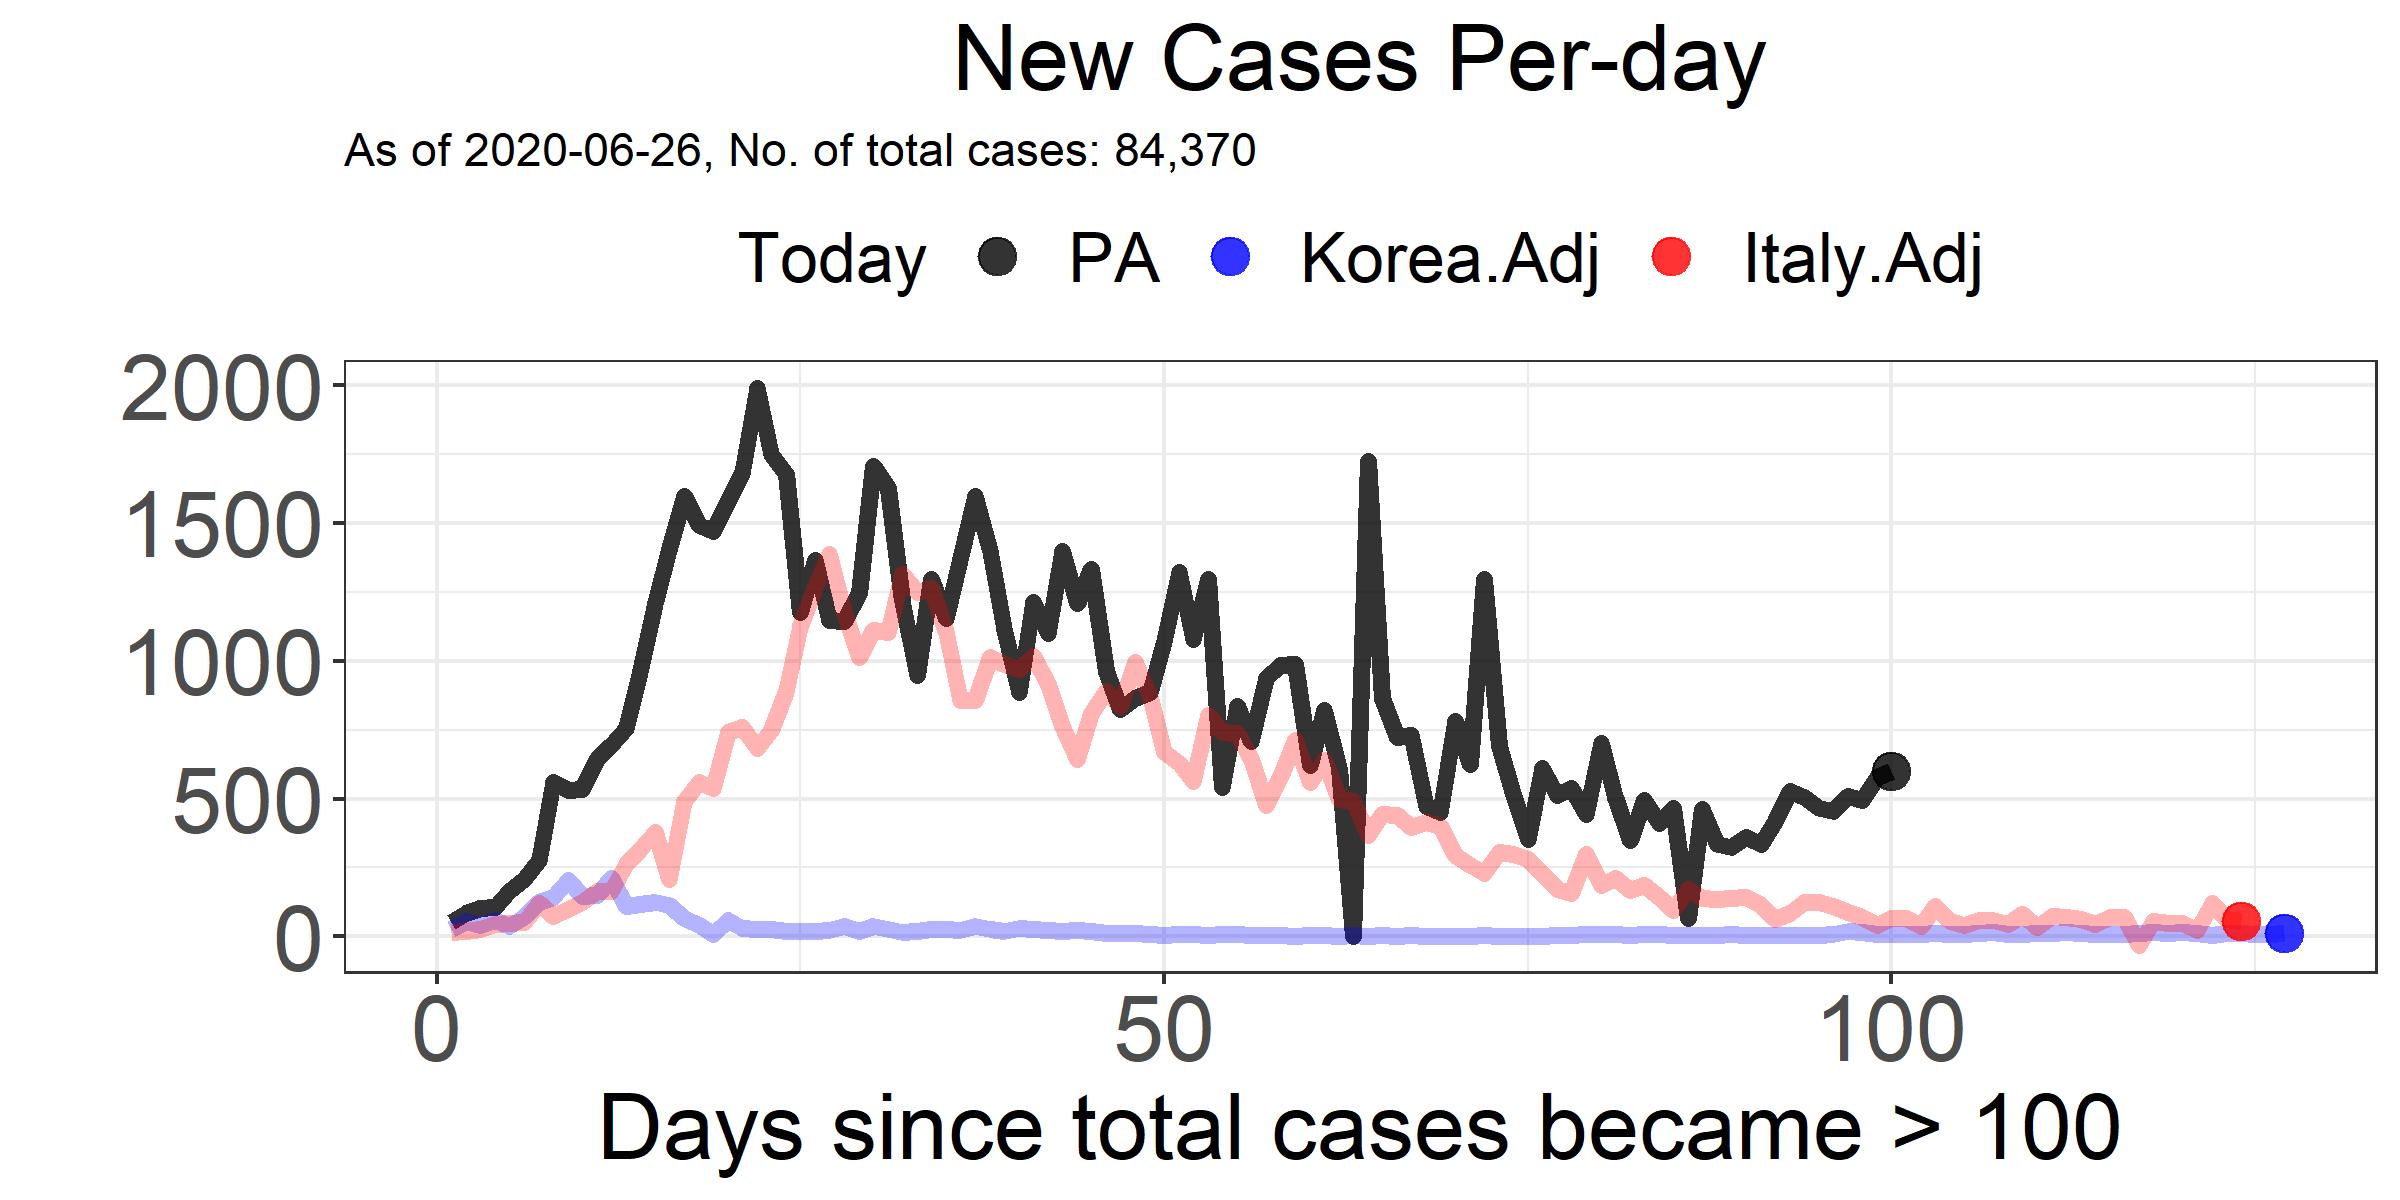 New Cases Per-day
As of 2020-06-26, No. of total cases: 84,370
Today PA Korea.Adj Italy.Adj
2000
1500
1000
500
0
0 50 100
Days since total cases became > 100